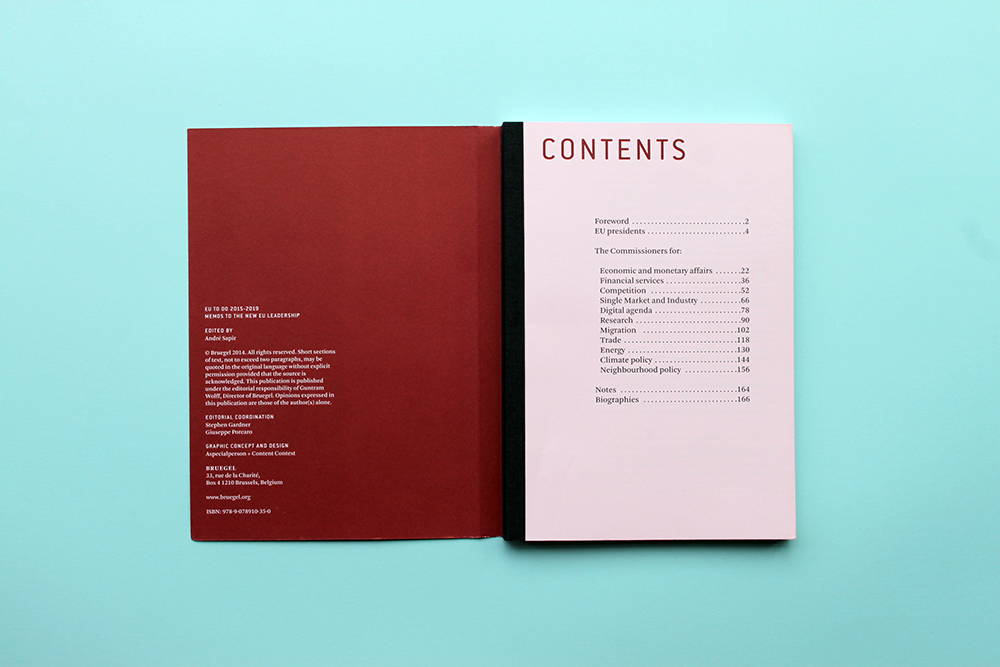 EU TO DO 2015-2019
MEMOS TO THE NEW EU LEADERSHIP
EDITED BY
André Sapir
© Bruegel 2014. All rights reserved. Short sections
of text, not to exceed two paragraphs, may be
quoted in the original language without explicit
permission provided that the source is
acknowledged. This publication is published
under the editorial responsibility of Guntram
Wolff, Director of Bruegel. Opinions expressed in
this publication are those of the author(s) alone.
EDITORIAL COORDINATION
Stephen Gardner
Giuseppe Porcaro
GRAPHIC CONCEPT AND DESIGN
Aspecialperson + Content Context
BRUEGEL
33, rue de la Charité,
Box 4 1210 Brussels, Belgium
www.bruegel.org
ISBN: 978-9-078910-35-0
CONTENTS
Foreword ..............................2
EU presidents ..........................4
The Commissioners for:
Economic and monetary affairs .......22
Financial services ....................36
Competition ........................52
Single Market and Industry ...........66
Digital agenda .......................78
Research ............................90
Migration .........................102
Trade ..............................118
Energy .............................130
Climate policy ......................144
Neighbourhood policy ..............156
Notes ...............................164
Biographies .........................166